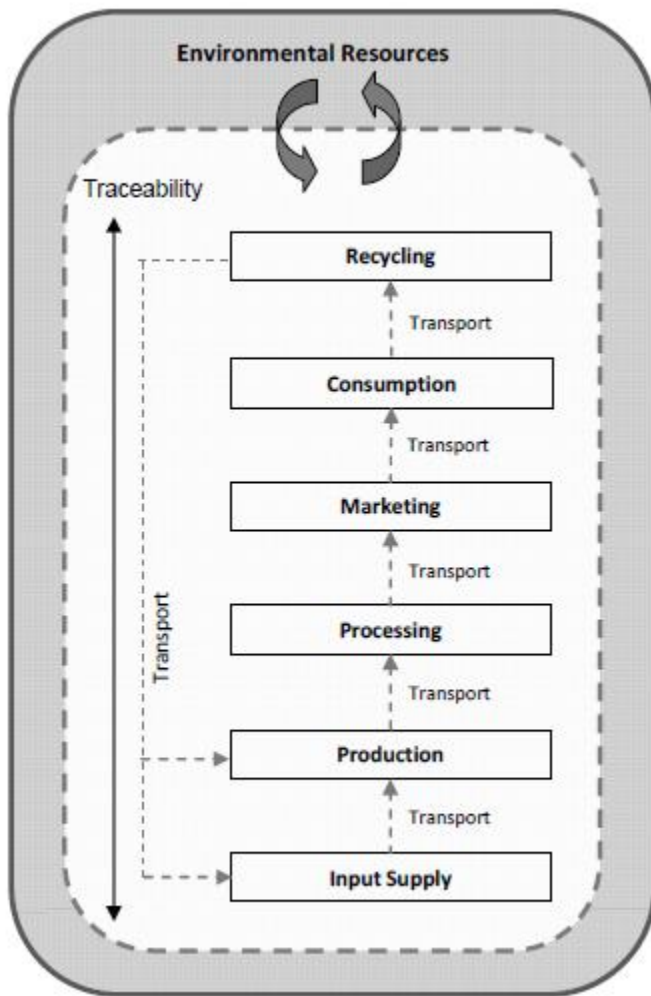 Environmental Resources
Traceability
Recycling
Transport
Consumption
Transport
Marketing
Transport
Processing
Transport
Transport
Production
Transport
Input Supply